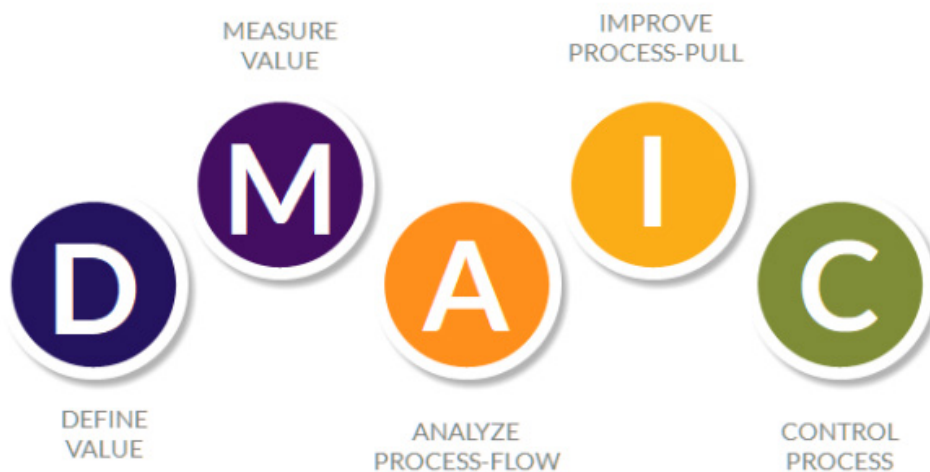 MEASURE
VALUE
IMPROVE
PROCESS-PULL
D
M
A
I
C
DEFINE
VALUE
ANALYZE
PROCESS-FLOW
CONTROL
PROCESS